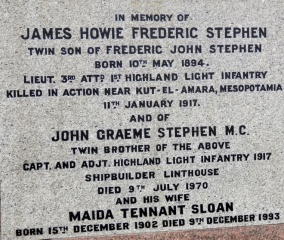 IN MEMORY OF
JAMES HOWIE FREDERIC STEPHEN
TWIN SON OF FREDERIC JOHN STEPHEN
BORN 10TH MAY 1894.
LIEUT. 3RD ATTD 1ST HIGHLAND LIGHT INFANTRY
KILLED IN ACTION NEAR KUT-EL-AMARA, MESOPOTAMIA
11TH JANUARY 1917.
AND OF
JOHN GRAEME STEPHEN M.C.
TWIN BROTHER OF THE ABOVE
CAPT. AND ADJT. HIGHLAND LIGHT INFANTRY 1917
SHIPBUILDER LINTHOUSE
DIED 9TH JULY 1970
AND HIS WIFE
MAIDA TENNANT SLOAN
BORN 15TH DECEMBER 1902 DIED 9TH DECEMBER 1993